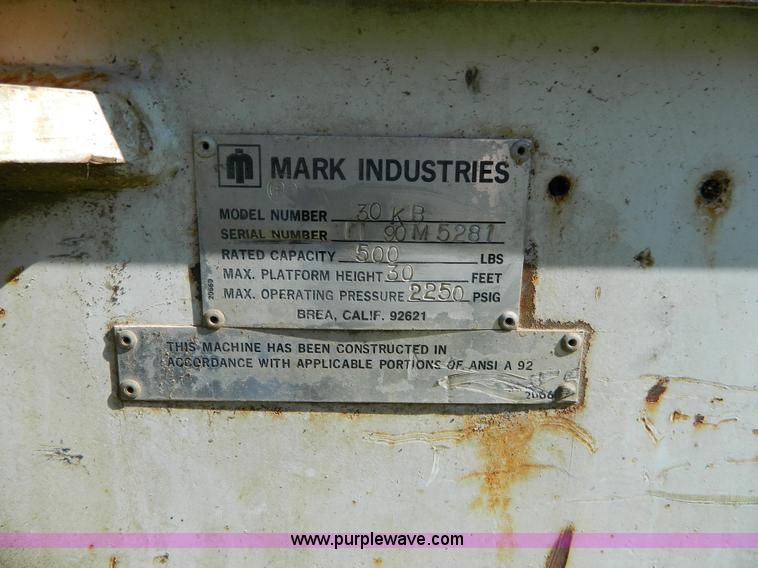 MARK INDUSTRIES
MODEL NUMBER 30 KB
SERIAL NUMBER 90 M 5281
RATED CAPACITY 500 LBS
MAX. PLATFORM HEIGHT 30 FEET
MAX. OPERATING PRESSURE 2250 PSIG
BREA, CALIF. 92621
20663
THIS MACHINE HAS BEEN CONSTRUCTED IN
ACCORDANCE WITH APPLICABLE PORTIONS OF ANSI A 92
www.purplewave.com